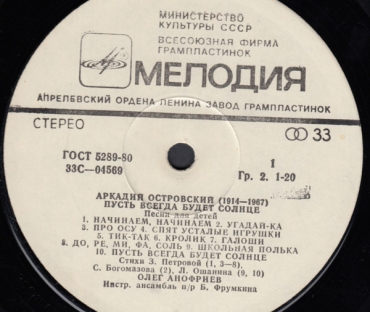 МИНИСТЕРСТВО
КУЛЬТУРЫ СССР
ВСЕСОЮЗНАЯ ФИРМА
ГРАМПЛАСТИНОК
МЕЛОДИЯ
АПРЕЛЕВСКИЙ ОРДЕНА ЛЕНИНА ЗАВОД ГРАМПЛАСТИНОК
СТЕРЕО
33
ГОСТ 5289-80
33С—04569
1
Гр. 2. 1-20
АРКАДИЙ ОСТРОВСКИЙ (1914—1967)
ПУСТЬ ВСЕГДА БУДЕТ СОЛНЦЕ
Песни для детей
1. НАЧИНАЕМ, НАЧИНАЕМ 2. УГАДАЙ-КА
3. ПРО ОСУ 4. СПЯТ УСТАЛЫЕ ИГРУШКИ
5. ТИК-ТАК 6. КРОЛИК 7. ГАЛОШИ
8. ДО, РЕ, МИ, ФА, СОЛЬ 9. ШКОЛЬНАЯ ПОЛЬКА
10. ПУСТЬ ВСЕГДА БУДЕТ СОЛНЦЕ
Стихи З. Петровой (1, 3—8).
С. Богомазова (2), Л. Ошанина (9, 10)
ОЛЕГ АНОФРИЕВ
Инстр. ансамбль п/р Б. Фрумкина